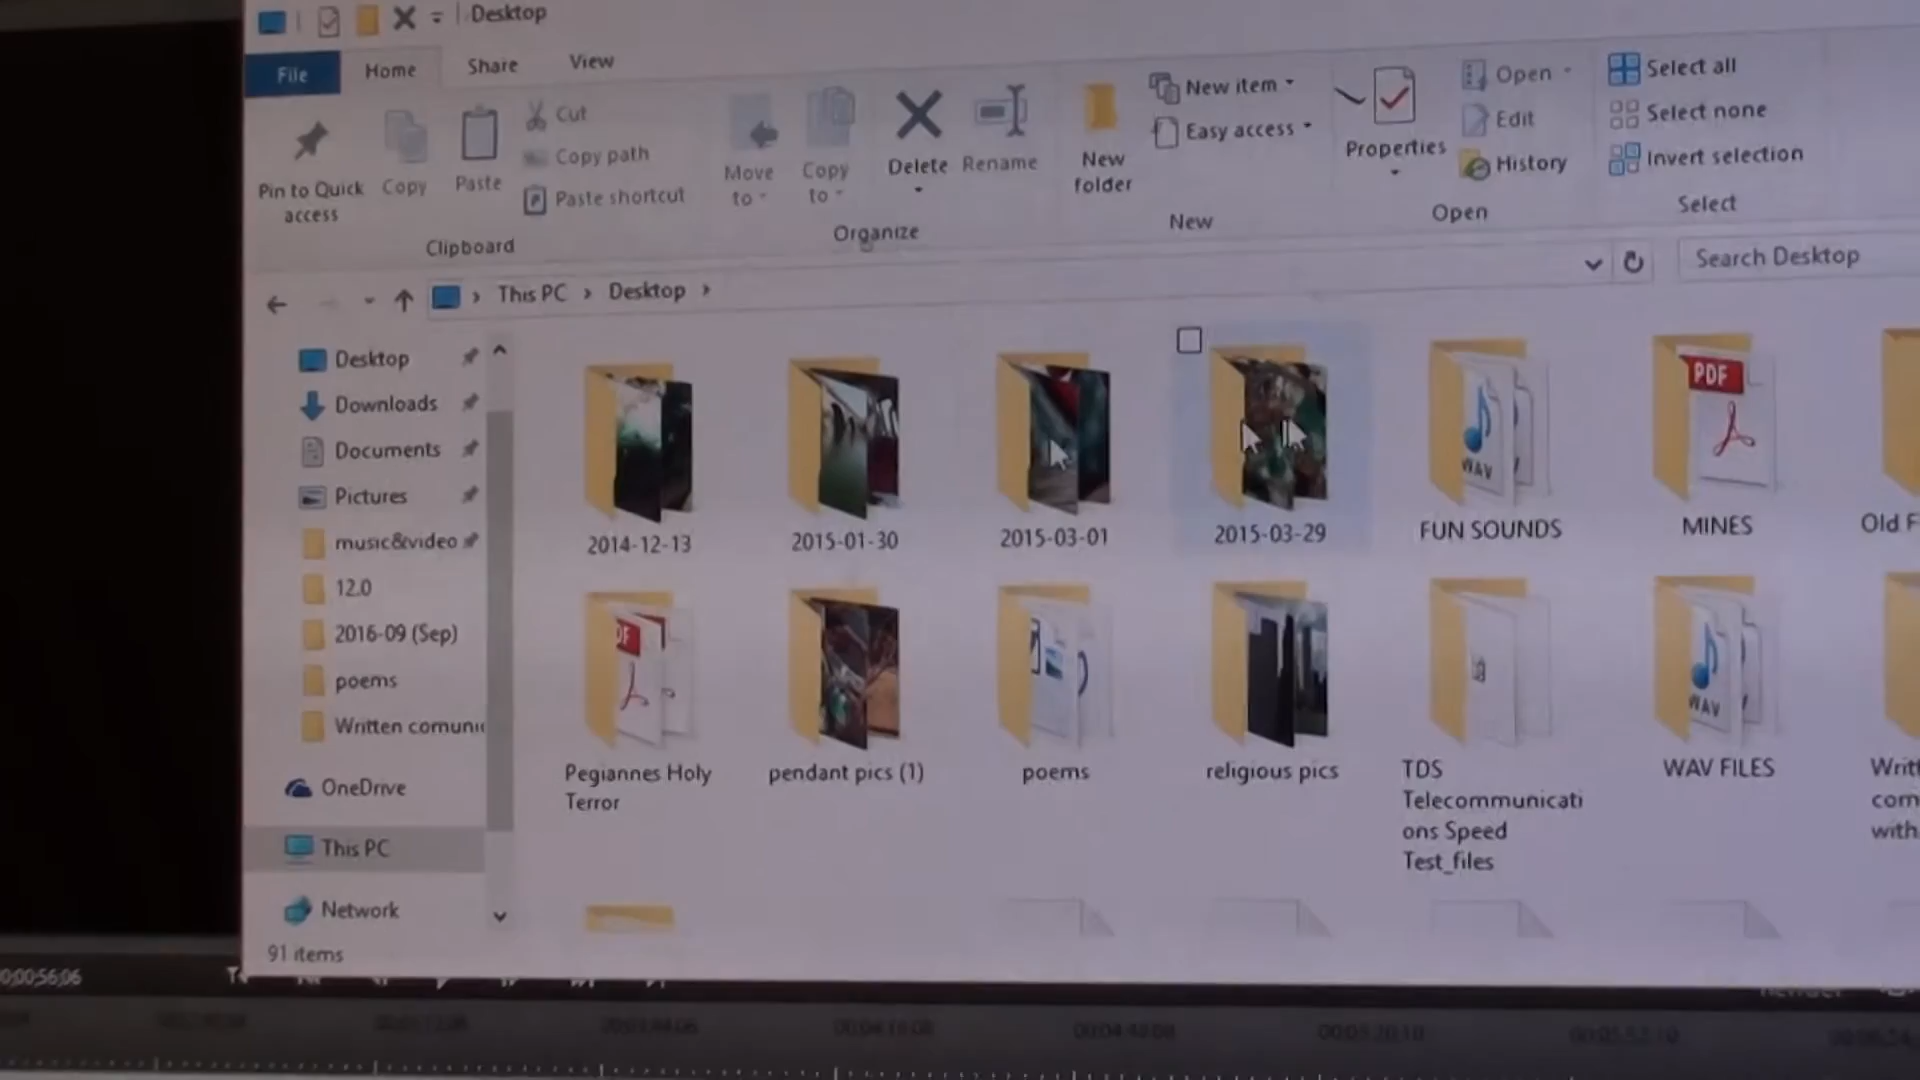 Desktop
File Home Share View
Pin to Quick access
Copy
Paste
Cut
Copy path
Paste shortcut
Clipboard
Move to
Copy to
Delete
Rename
Organize
New folder
New item
Easy access
New
Properties
Open
Edit
History
Open
Select all
Select none
Invert selection
Select
This PC > Desktop >
Search Desktop
Desktop
Downloads
Documents
Pictures
music&video
12.0
2016-09 (Sep)
poems
Written comuni
OneDrive
This PC
Network
91 items
2014-12-13
2015-01-30
2015-03-01
2015-03-29
WAV
FUN SOUNDS
PDF
MINES
Old F
DF
Pegiannes Holy
Terror
pendant pics (1)
poems
religious pics
TDS
Telecommunicati
ons Speed
Test_files
WAV
WAV FILES
Writt
com
with
0;00;56;06